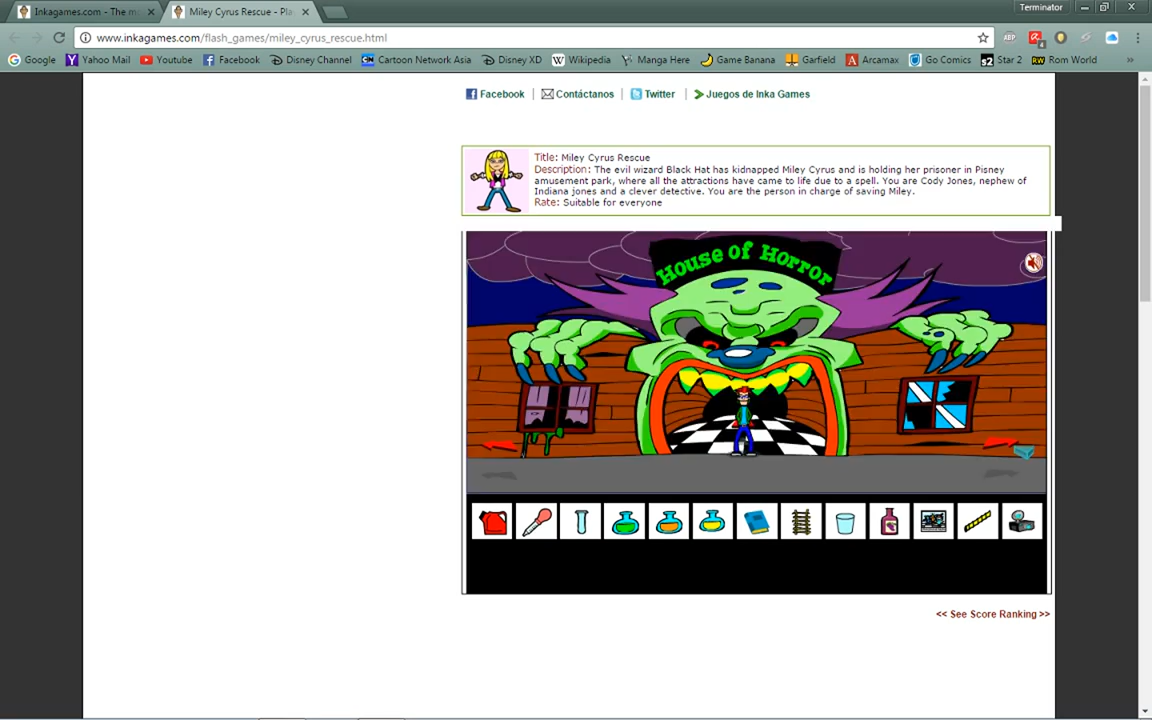 Terminator
Inkagames.com - The m
Miley Cyrus Rescue - Pla
www.inkagames.com/flash_games/miley_cyrus_rescue.html
ABP
4
Google Yahoo Mail Youtube Facebook Disney Channel Cartoon Network Asia Disney XD Wikipedia Manga Here Game Banana Garfield Arcamax Go Comics Star 2 Rom World »
Facebook | Contáctanos | Twitter | Juegos de Inka Games
Title: Miley Cyrus Rescue
Description: The evil wizard Black Hat has kidnapped Miley Cyrus and is holding her prisoner in Pisney
amusement park, where all the attractions have came to life due to a spell. You are Cody Jones, nephew of
Indiana jones and a clever detective. You are the person in charge of saving Miley.
Rate: Suitable for everyone
House of Horror
<< See Score Ranking >>